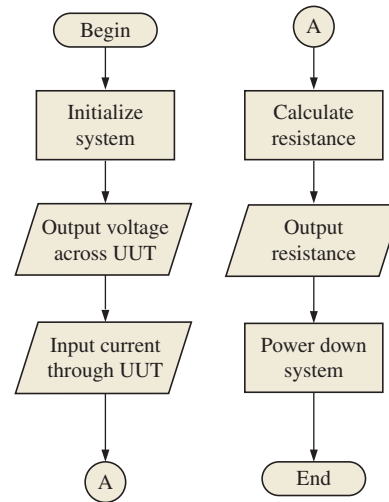 Begin
Initialize
system
Output voltage
across UUT
Input current
through UUT
A
A
Calculate
resistance
Output
resistance
Power down
system
End